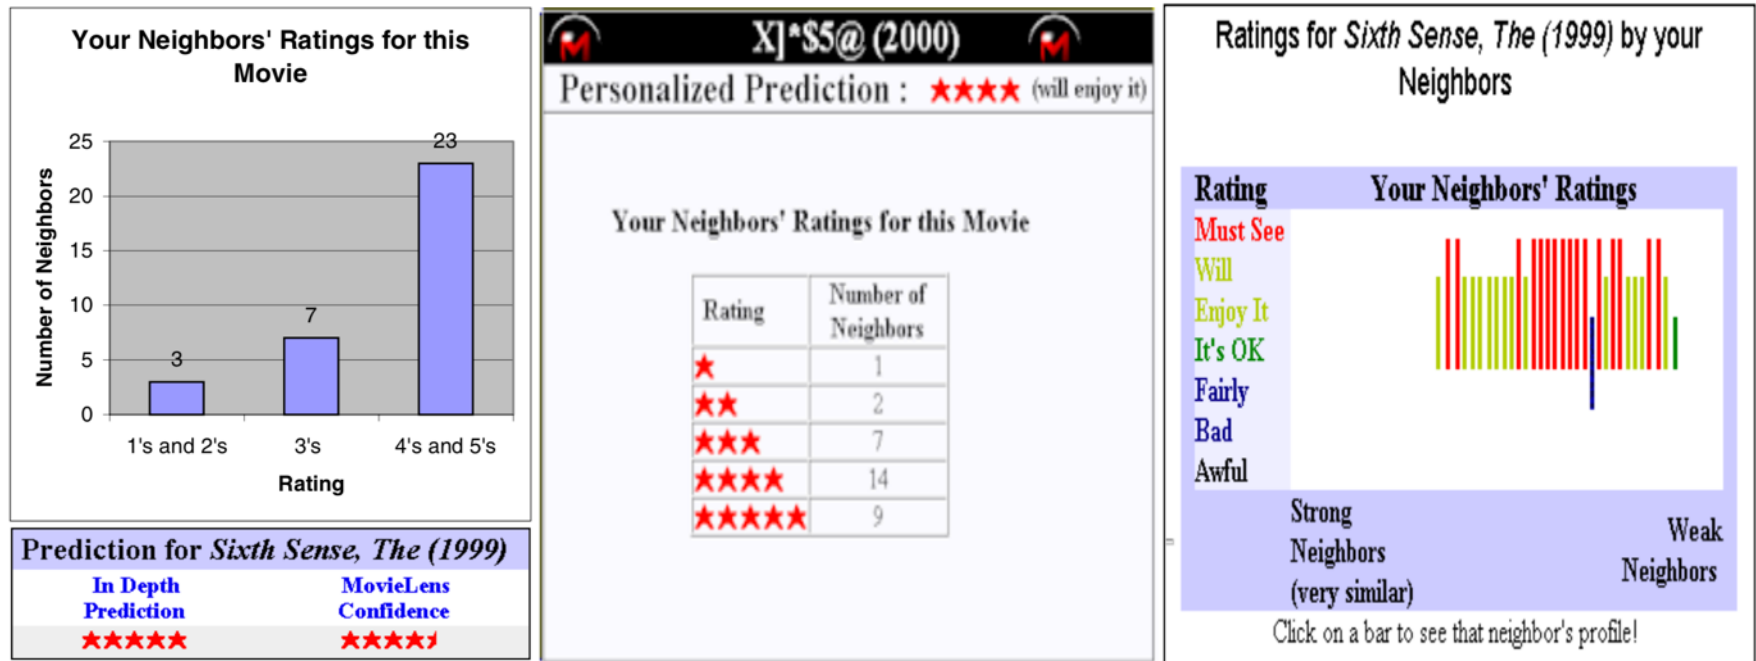 Your Neighbors' Ratings for this
Movie
Number of Neighbors
25
20
15
10
5
0
3
7
23
1's and 2's
3's
4's and 5's
Rating
Prediction for Sixth Sense, The (1999)
In Depth
Prediction
MovieLens
Confidence
M
X]*$5@ (2000)
M
Personalized Prediction : ★★★★ (will enjoy it)
Your Neighbors' Ratings for this Movie
Rating
Number of
Neighbors
★ 1
★★ 2
★★★ 7
★★★★ 14
★★★★★ 9
Ratings for Sixth Sense, The (1999) by your
Neighbors
Rating
Your Neighbors' Ratings
Must See
Will
Enjoy It
It's OK
Fairly
Bad
Awful
Strong
Neighbors
(very similar)
Weak
Neighbors
Click on a bar to see that neighbor's profile!